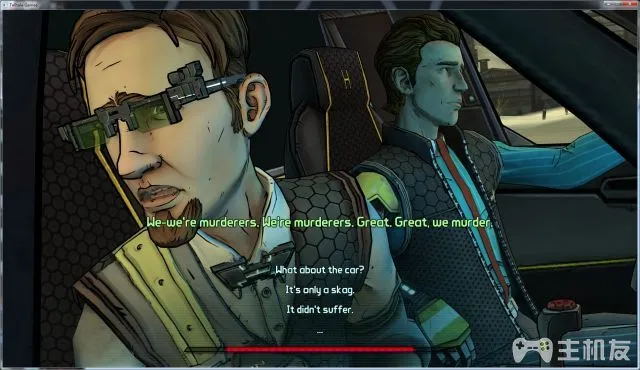 Telltale Games
We-we're murderers. We're murderers. Great. Great, we murder.
What about the car?
It's only a skag.
It didn't suffer.
...
H
主机友